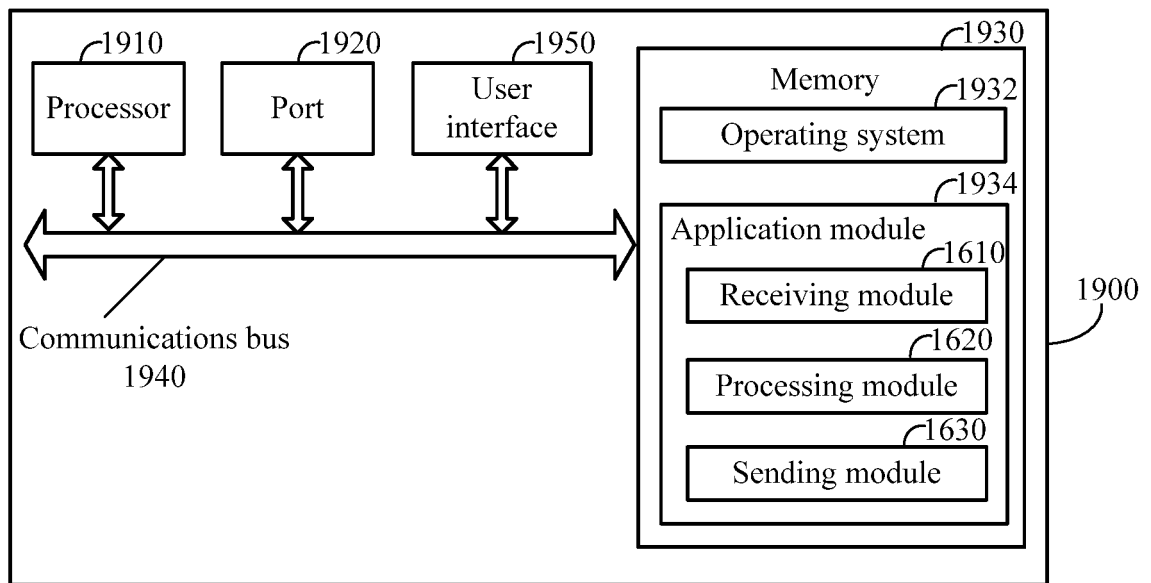 1910
Processor
1920
Port
1950
User
interface
1930
Memory
1932
Operating system
1934
Application module
1610
Receiving module
1620
Processing module
1630
Sending module
Communications bus
1940
1900